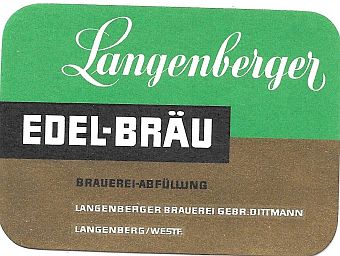 Langenberger
EDEL-BRÄU
BRAUEREI-ABFÜLLUNG
LANGENBERGER BRAUEREI GEBR. DITTMANN
LANGENBERG/WESTF.